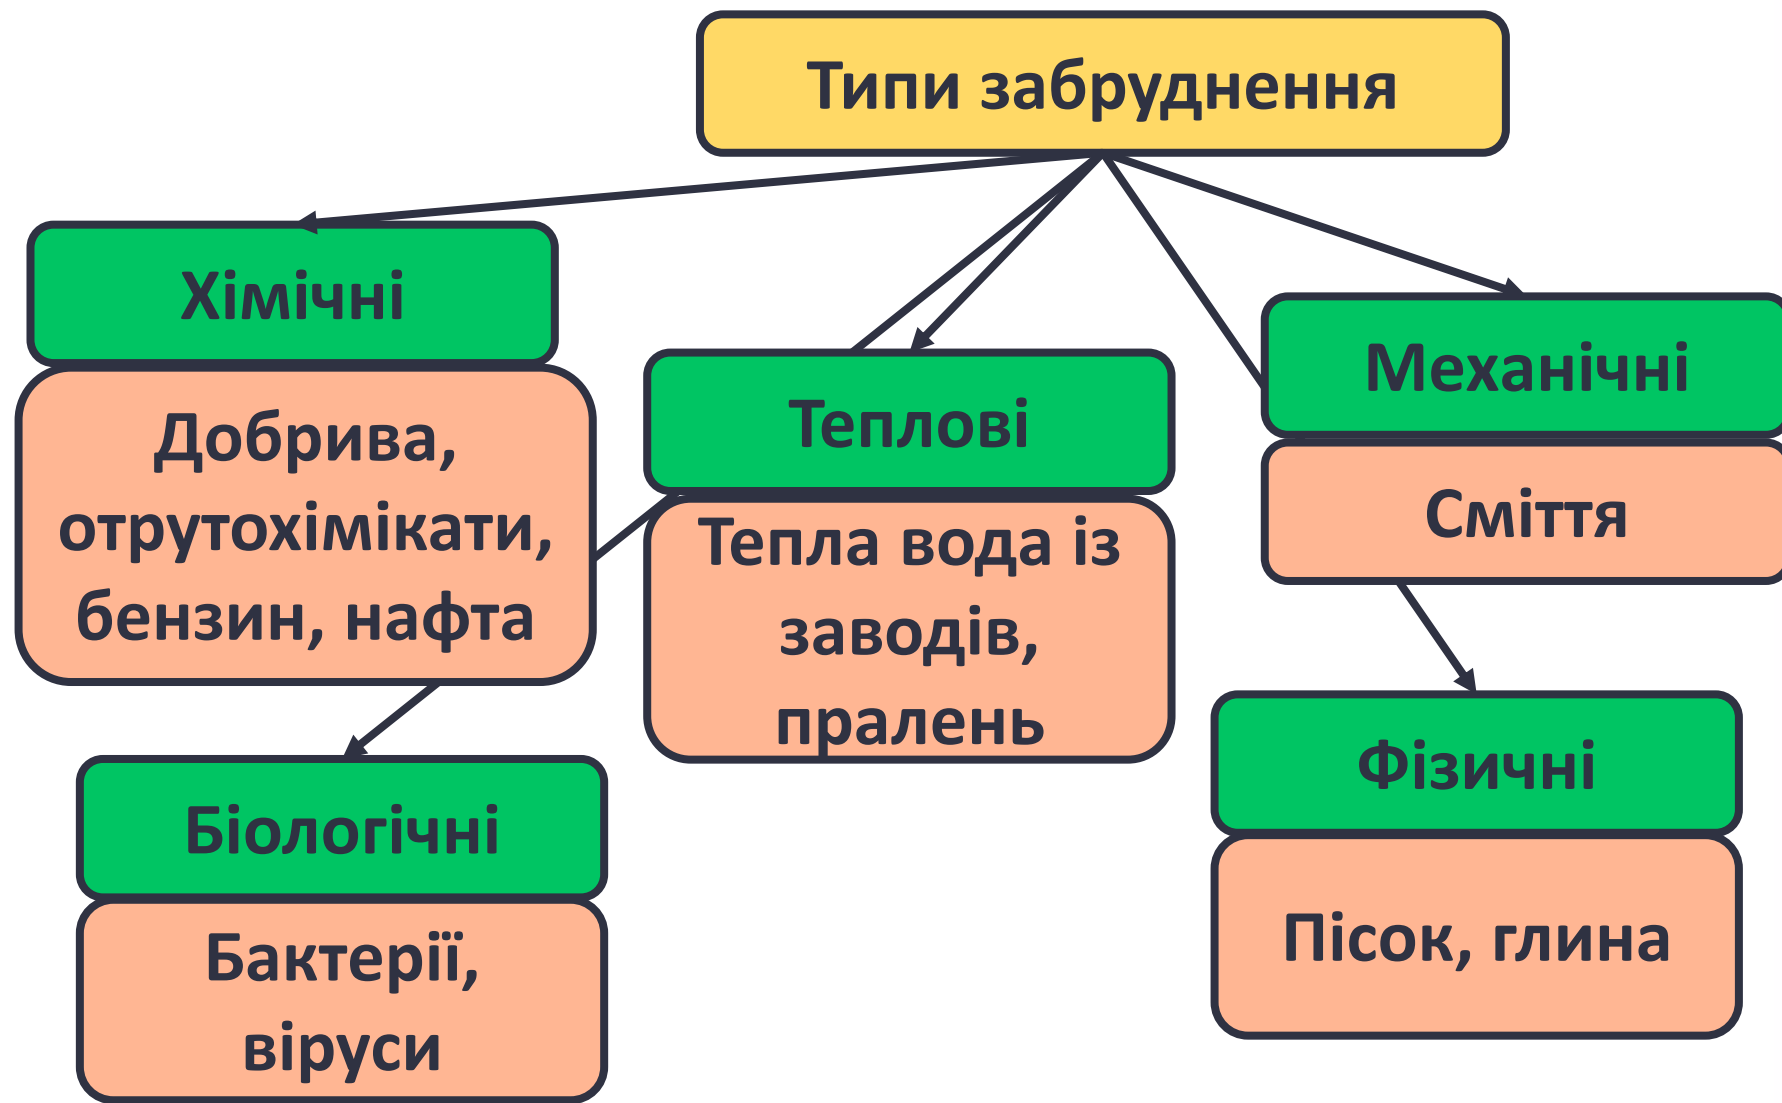 Типи забруднення
Хімічні
Добрива,
отрутохімікати,
бензин, нафта
Теплові
Тепла вода із
заводів,
пралень
Механічні
Сміття
Біологічні
Бактерії,
віруси
Фізичні
Пісок, глина